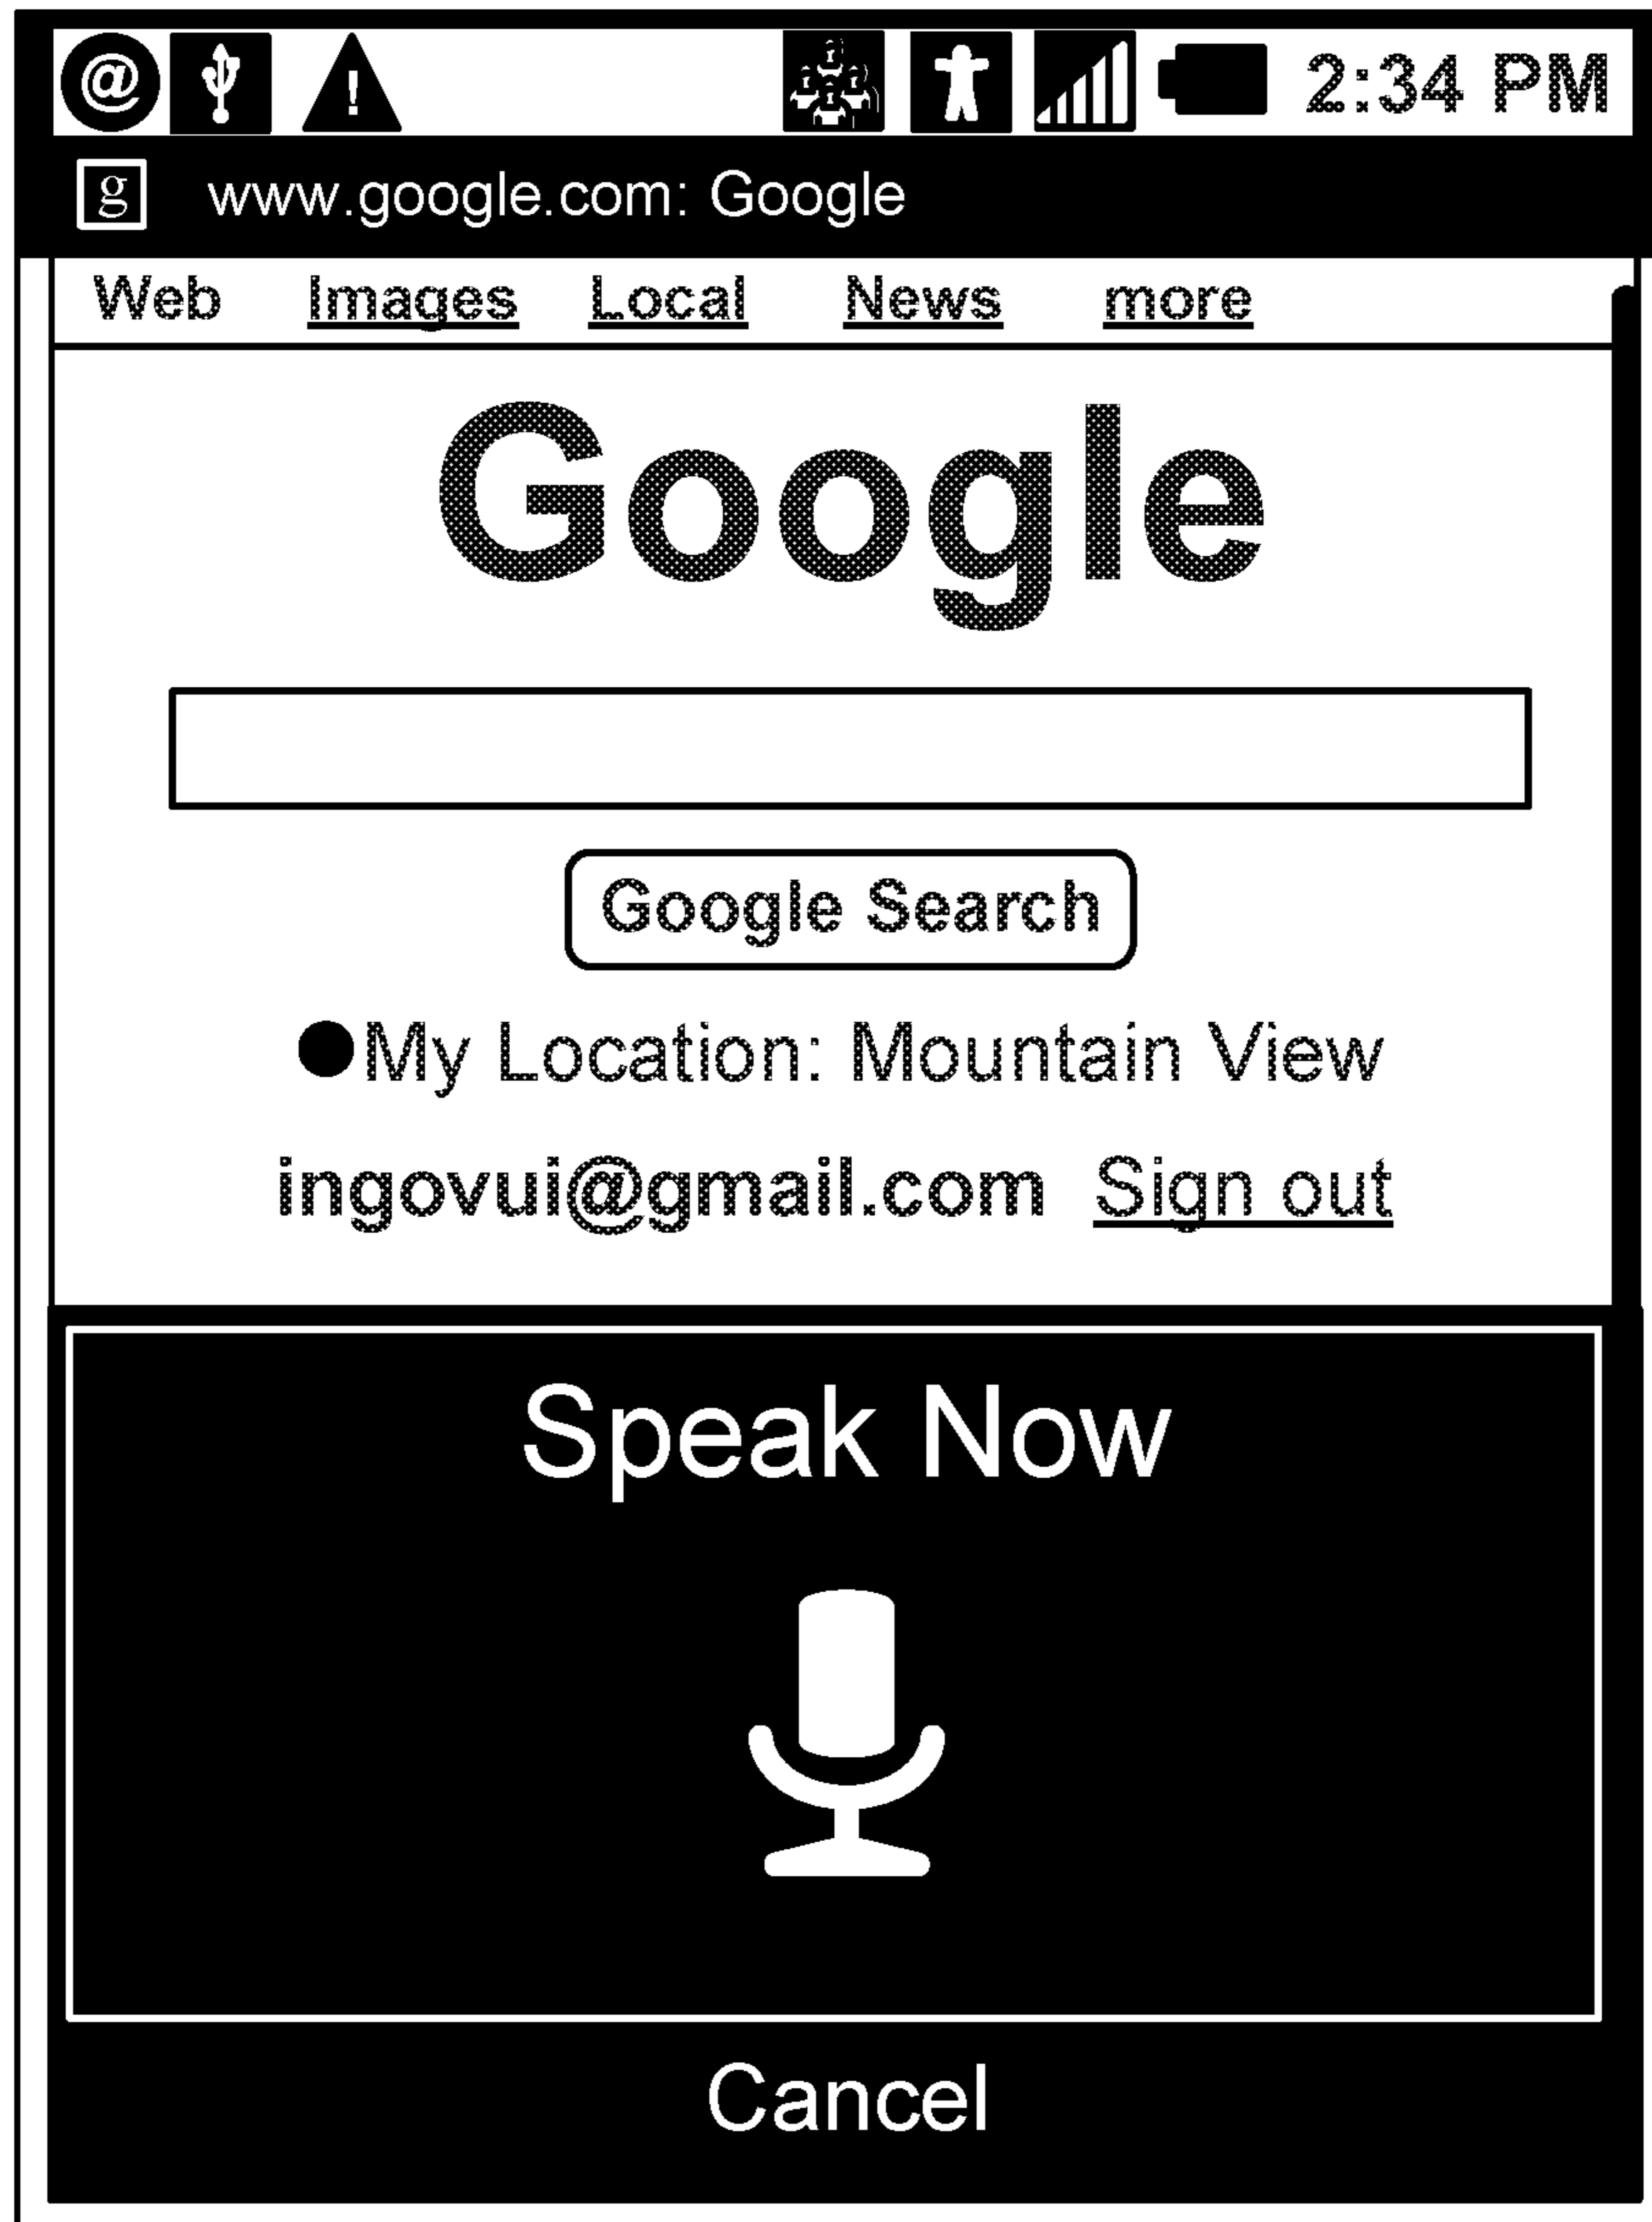 @ ! 2:34 PM
g www.google.com: Google
Web Images Local News more
Google
Google Search
My Location: Mountain View
ingovui@gmail.com Sign out
Speak Now
Cancel